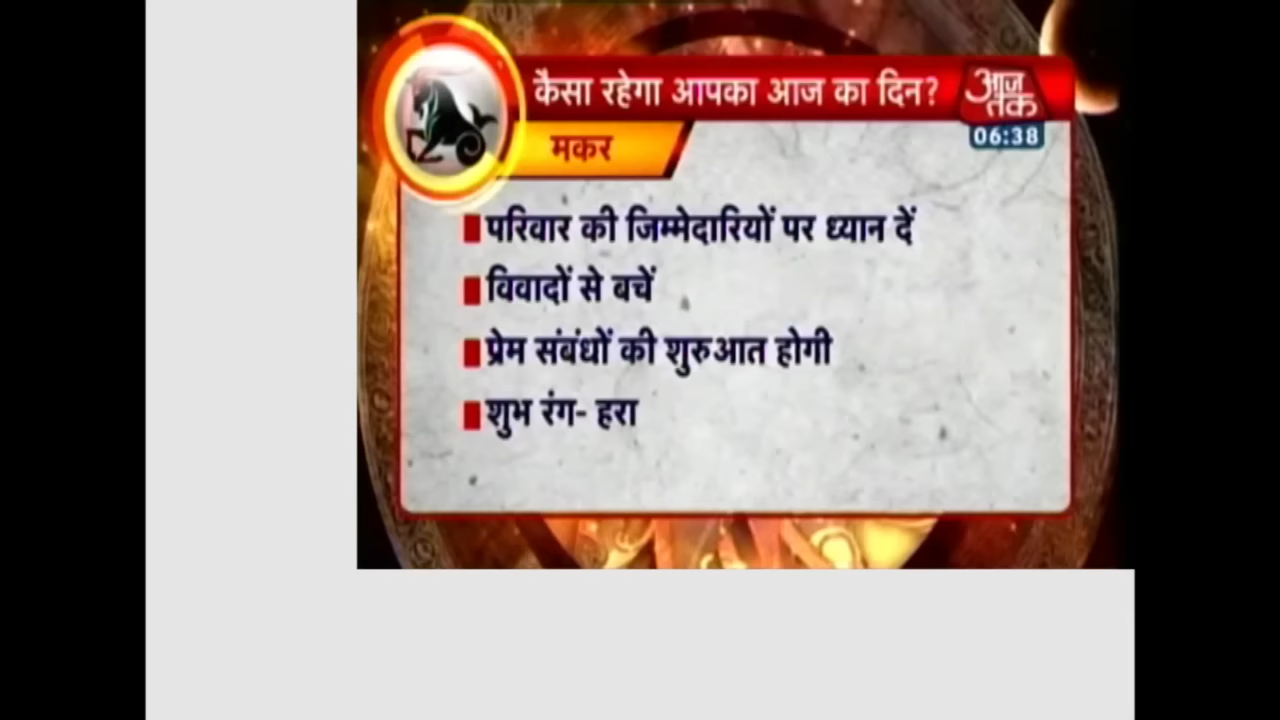 कैसा रहेगा आपका आज का दिन?
आज तक
06:38
मकर
परिवार की जिम्मेदारियों पर ध्यान दें
विवादों से बचें
प्रेम संबंधों की शुरुआत होगी
शुभ रंग- हरा